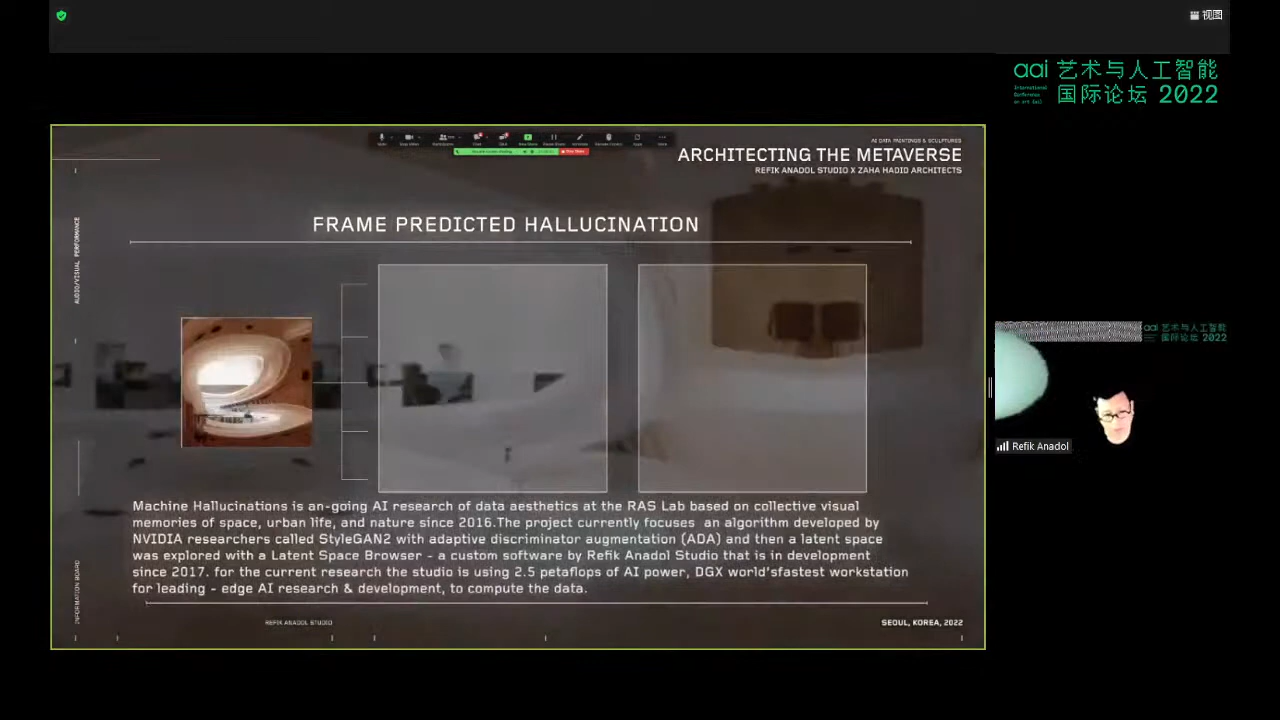 视图
aai 艺术与人工智能
国际论坛 2022
International
Conference
on art (ai)
AI DATA PAINTINGS & SCULPTURES
ARCHITECTING THE METAVERSE
REFIK ANADOL STUDIO X ZAHA HADID ARCHITECTS
AUDIO/VISUAL PERFORMANCE
FRAME PREDICTED HALLUCINATION
aai 艺术与人工智能
国际论坛 2022
Refik Anadol
Machine Hallucinations is an-going AI research of data aesthetics at the RAS Lab based on collective visual
memories of space, urban life, and nature since 2016.The project currently focuses an algorithm developed by
NVIDIA researchers called StyleGAN2 with adaptive discriminator augmentation (ADA) and then a latent space
was explored with a Latent Space Browser - a custom software by Refik Anadol Studio that is in development
since 2017. for the current research the studio is using 2.5 petaflops of AI power, DGX world'sfastest workstation
for leading - edge AI research & development, to compute the data.
INFORMATION BOARD
REFIK ANADOL STUDIO
SEOUL, KOREA, 2022